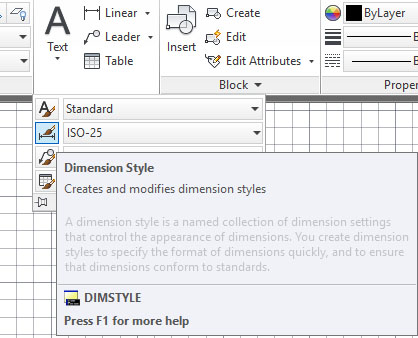 Linear
Leader
Table
Text
Insert
Create
Edit
Edit Attributes
Block
ByLayer
Standard
ISO-25
Dimension Style
Creates and modifies dimension styles
A dimension style is a named collection of dimension settings
that control the appearance of dimensions. You create dimension
styles to specify the format of dimensions quickly, and to ensure
that dimensions conform to standards.
DIMSTYLE
Press F1 for more help